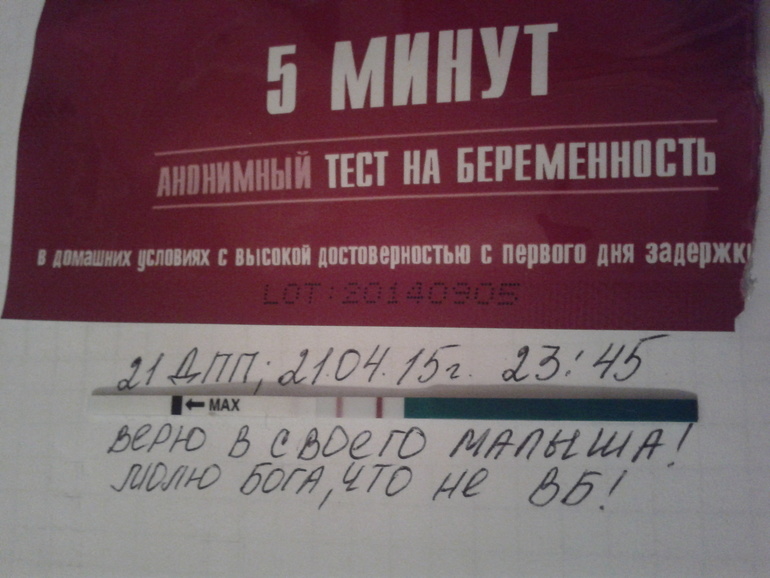 5 МИНУТ
АНОНИМНЫЙ ТЕСТ НА БЕРЕМЕННОСТЬ
в домашних условиях с высокой достоверностью с первого дня задержк
LOT:20140905
21 ДПП; 21.04.15г. 23:45
MAX
ВЕРЮ В СВОЕГО МАЛЫША!
МОЛЮ БОГА, ЧТО НЕ ВБ!